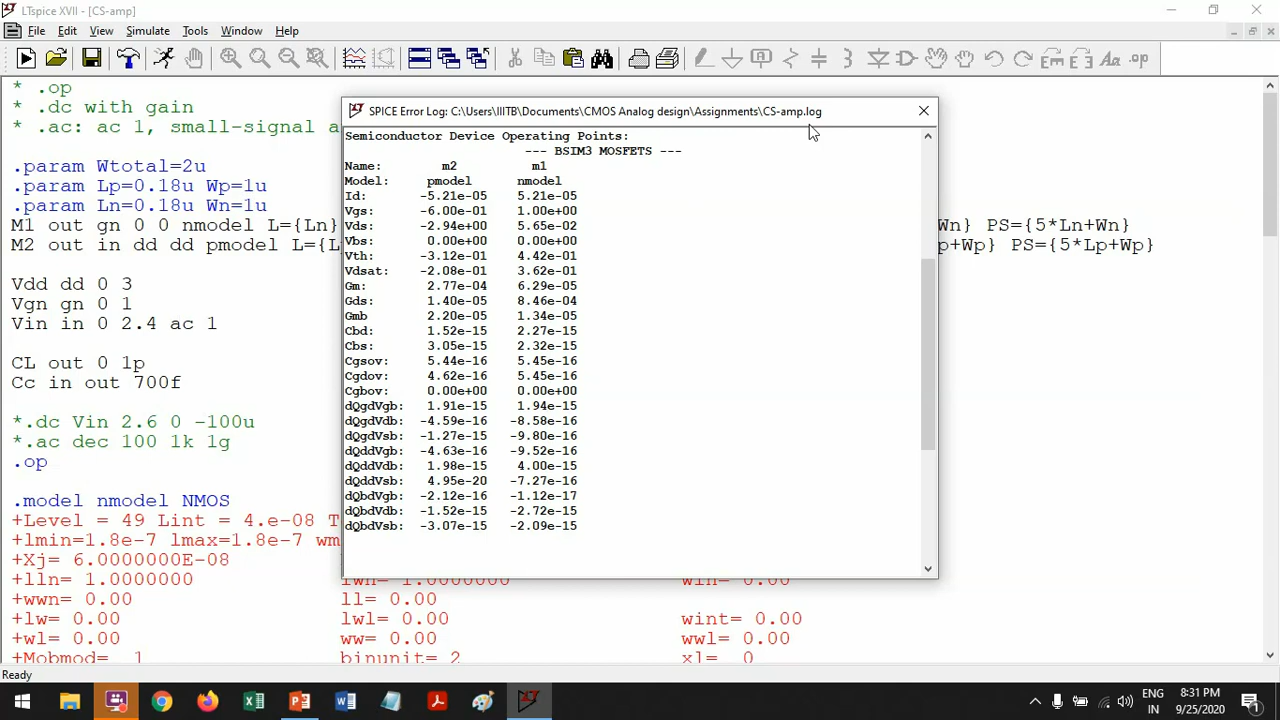 LTspice XVII - [CS-amp]
File Edit View Simulate Tools Window Help
* .op
* .dc with gain
* .ac: ac 1, small-signal a
.param Wtotal=2u
.param Lp=0.18u Wp=1u
.param Ln=0.18u Wn=1u
M1 out gn 0 0 nmodel L={Ln} Wn} PS={5*Ln+Wn}
M2 out in dd dd pmodel L={L p+Wp} PS={5*Lp+Wp}
Vdd dd 0 3
Vgn gn 0 1
Vin in 0 2.4 ac 1
CL out 0 1p
Cc in out 700f
*.dc Vin 2.6 0 -100u
*.ac dec 100 1k 1g
.op
.model nmodel NMOS
+Level = 49 Lint = 4.e-08 T
+lmin=1.8e-7 lmax=1.8e-7 wm
+Xj= 6.0000000E-08
+lln= 1.0000000 lwn= 1.0000000 wln= 0.00
+wwn= 0.00 ll= 0.00
+lw= 0.00 lwl= 0.00 wint= 0.00
+wl= 0.00 ww= 0.00 wwl= 0.00
+Mobmod= 1 binunit= 2 xl= 0
SPICE Error Log: C:\Users\IIITB\Documents\CMOS Analog design\Assignments\CS-amp.log
Semiconductor Device Operating Points:
--- BSIM3 MOSFETS ---
Name: m2 m1
Model: pmodel nmodel
Id: -5.21e-05 5.21e-05
Vgs: -6.00e-01 1.00e+00
Vds: -2.94e+00 5.65e-02
Vbs: 0.00e+00 0.00e+00
Vth: -3.12e-01 4.42e-01
Vdsat: -2.08e-01 3.62e-01
Gm: 2.77e-04 6.29e-05
Gds: 1.40e-05 8.46e-04
Gmb 2.20e-05 1.34e-05
Cbd: 1.52e-15 2.27e-15
Cbs: 3.05e-15 2.32e-15
Cgsov: 5.44e-16 5.45e-16
Cgdov: 4.62e-16 5.45e-16
Cgbov: 0.00e+00 0.00e+00
dQgdVgb: 1.91e-15 1.94e-15
dQgdVdb: -4.59e-16 -8.58e-16
dQgdVsb: -1.27e-15 -9.80e-16
dQddVgb: -4.63e-16 -9.52e-16
dQddVdb: 1.98e-15 4.00e-15
dQddVsb: 4.95e-20 -7.27e-16
dQbdVgb: -2.12e-16 -1.12e-17
dQbdVdb: -1.52e-15 -2.72e-15
dQbdVsb: -3.07e-15 -2.09e-15
Ready
ENG
IN
8:31 PM
9/25/2020